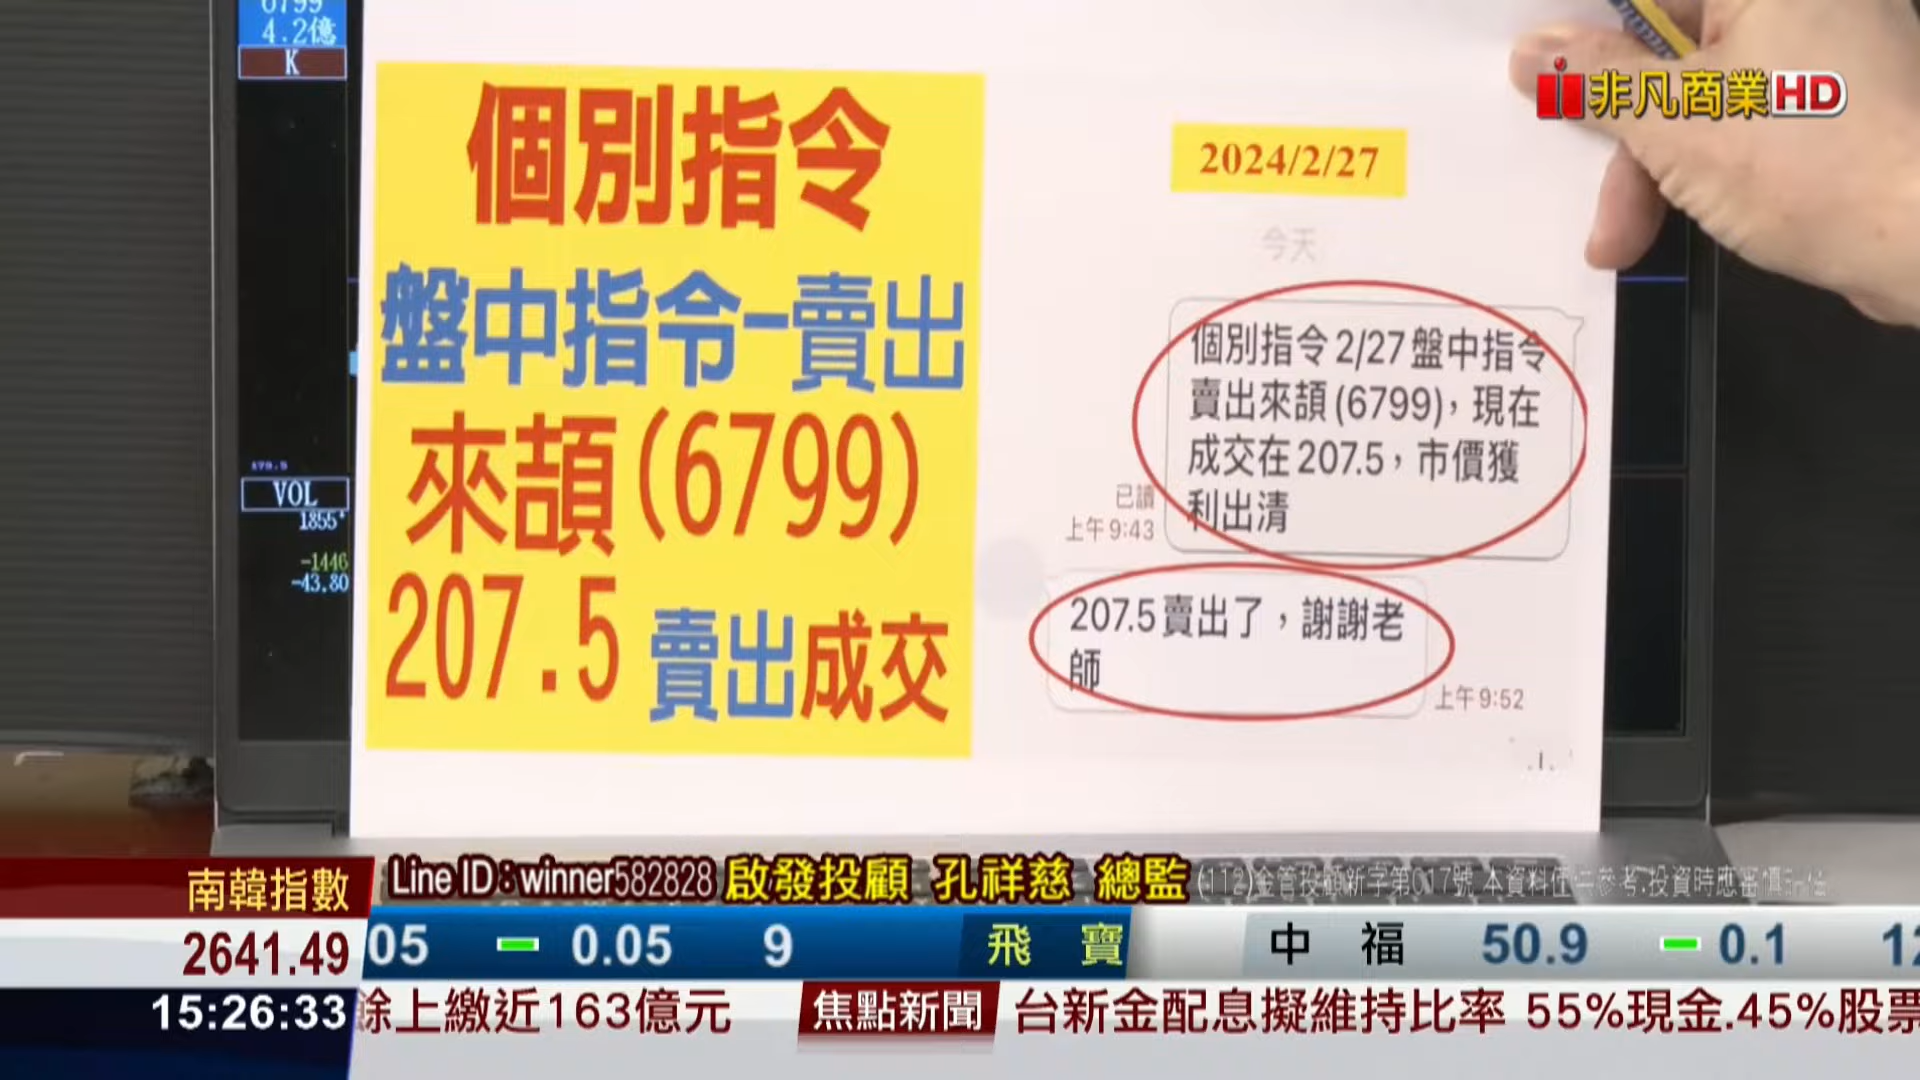 6799
4.2億
K
非凡商業HD
個別指令
盤中指令-賣出
來頡(6799)
207.5 賣出成交
2024/2/27
今天
個別指令2/27盤中指令
賣出來頡(6799)，現在
成交在207.5，市價獲
利出清
已讀
上午9:43
207.5賣出了，謝謝老
師
上午9:52
VOL
1855
-1446
-43.80
Line ID:winner582828 啟發投顧 孔祥慈 總監
南韓指數
2641.49
05 0.05 9 飛寶 中福 50.9 0.1
15:26:33
餘上繳近163億元 焦點新聞 台新金配息擬維持比率 55%現金.45%股票